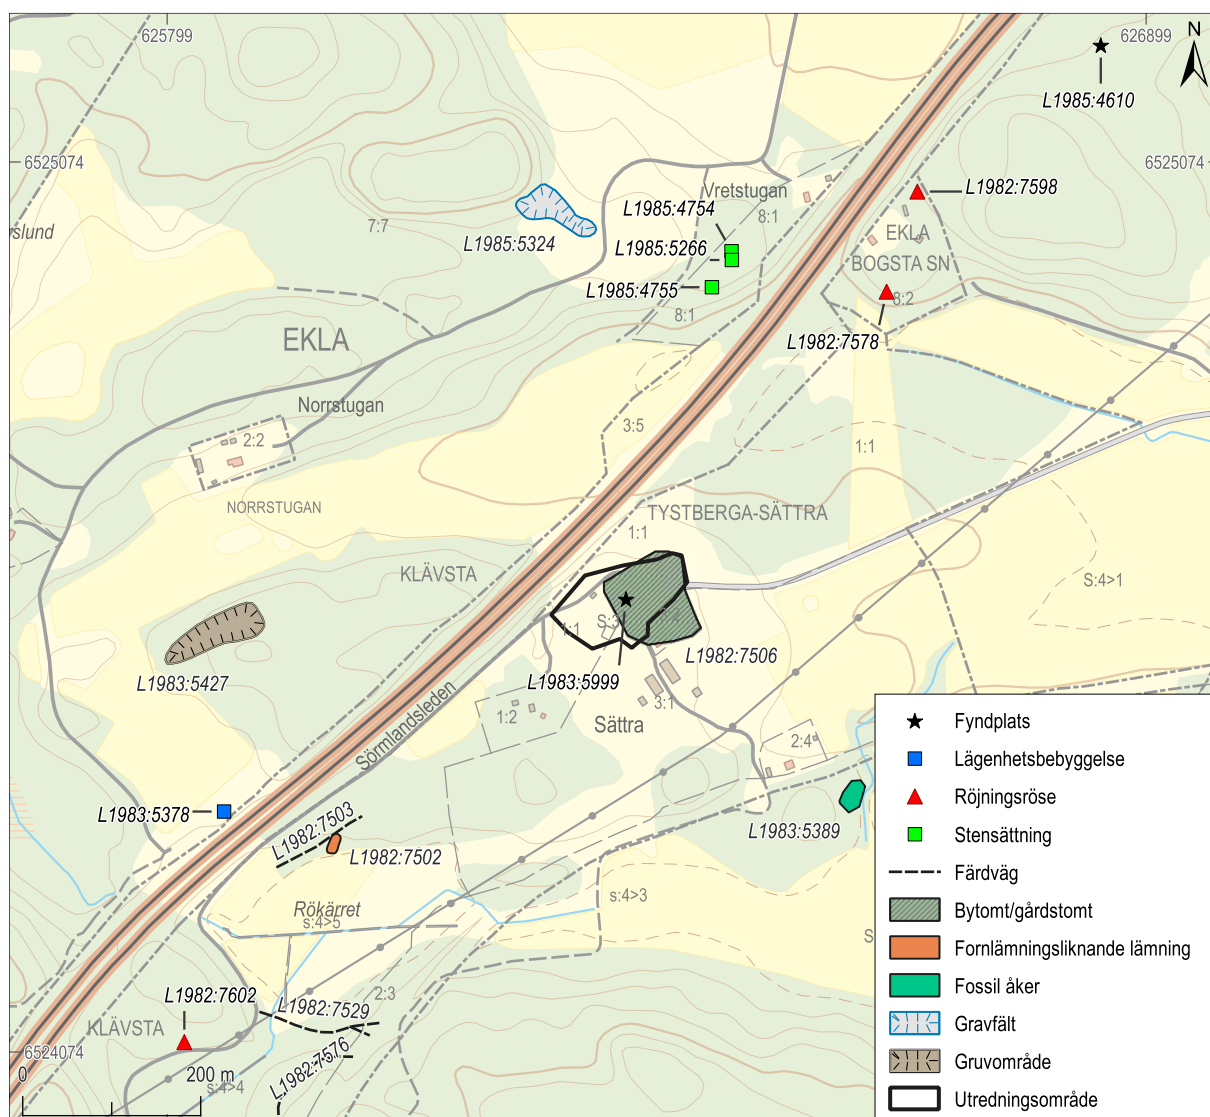 625799
626899
N
L1985:4610
6525074
6525074
Vretstugan
L1982:7598
L1985:4754
7:7
8:1
slund
L1985:5324
L1985:5266
EKLA
BOGSTA SN
L1985:4755
8:2
8:1
EKLA
L1982:7578
Norrstugan
3:5
2:2
1:1
NORRSTUGAN
TYSTBERGA-SÄTTRA
1:1
KLÄVSTA
S:4>1
S:3
1:1
L1982:7506
L1983:5427
L1983:5999
Sörmlandsleden
3:1
1:2
Sättra
2:4
L1983:5378
L1982:7503
L1983:5389
L1982:7502
s:4>3
Rökärret
s:4>5
S
L1982:7602
2:3
L1982:7529
KLÄVSTA
6524074
L1982:7576
0
200 m
s:4>4
Fyndplats
Lägenhetsbebyggelse
Röjningsröse
Stensättning
Färdväg
Bytomt/gårdstomt
Fornlämningsliknande lämning
Fossil åker
Gravfält
Gruvområde
Utredningsområde